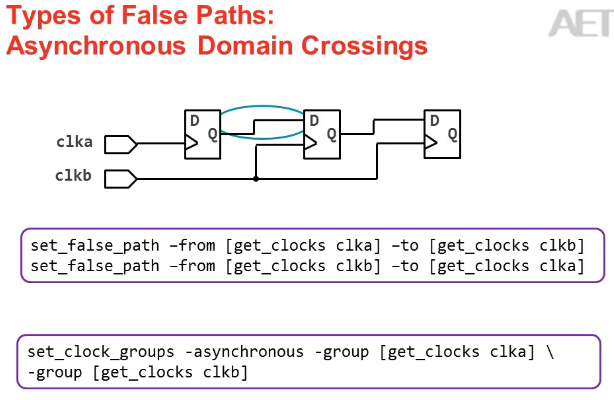 Types of False Paths:
AET
Asynchronous Domain Crossings
D Q
D Q
D Q
clka
clkb
set_false_path –from [get_clocks clka] –to [get_clocks clkb]
set_false_path –from [get_clocks clkb] –to [get_clocks clka]
set_clock_groups -asynchronous -group [get_clocks clka] \
-group [get_clocks clkb]